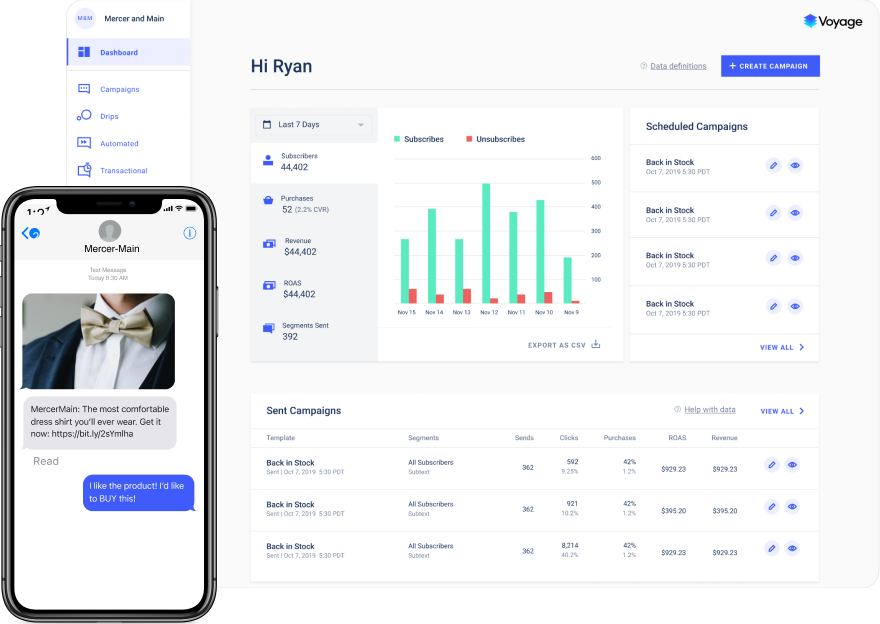 M&M
Mercer and Main
Dashboard
Campaigns
Drips
Automated
Transactional
Voyage
Hi Ryan
Data definitions
+ CREATE CAMPAIGN
Last 7 Days
Subscribers
44,402
Purchases
52 (2.2% CVR)
Revenue
$44,402
ROAS
$44,402
Segments Sent
392
Subscribes
Unsubscribes
600
500
400
300
200
100
Nov 15
Nov 14
Nov 13
Nov 12
Nov 11
Nov 10
Nov 9
EXPORT AS CSV
Scheduled Campaigns
Back in Stock
Oct 7, 2019 5:30 PDT
Back in Stock
Oct 7, 2019 5:30 PDT
Back in Stock
Oct 7, 2019 5:30 PDT
Back in Stock
Oct 7, 2019 5:30 PDT
VIEW ALL
Sent Campaigns
Help with data
VIEW ALL
Template Segments Sends Clicks Purchases ROAS Revenue
Back in Stock All Subscribers 362 592 42% $929.23 $929.23
Sent | Oct 7, 2019 5:30 PDT Subtext 9.25% 1.2%
Back in Stock All Subscribers 362 921 42% $395.20 $395.20
Sent | Oct 7, 2019 5:30 PDT Subtext 10.2% 1.2%
Back in Stock All Subscribers 362 8,214 42% $929.23 $929.23
Sent | Oct 7, 2019 5:30 PDT Subtext 40.2% 1.2%
Mercer-Main
Text Message
Today 9:30 AM
MercerMain: The most comfortable
dress shirt you'll ever wear. Get it
now: https://bit.ly/2sYmlha
Read
I like the product! I'd like
to BUY this!